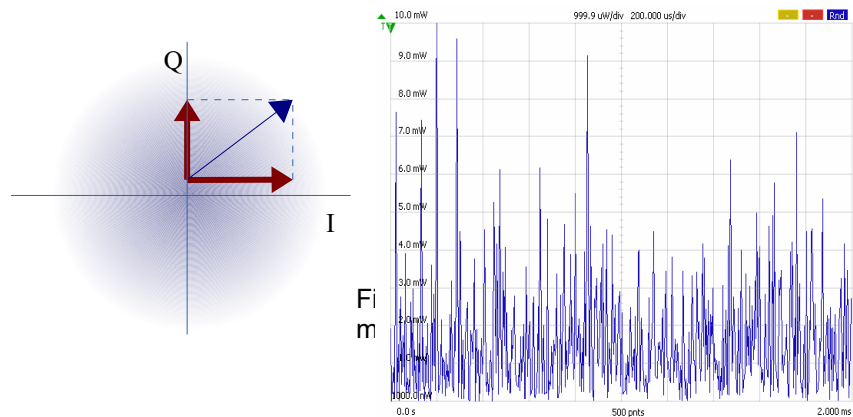 Q
I
Fi
m
10.0 mW
999.9 uW/div 200.000 us/div
Rnd
T
9.0 mW
8.0 mW
7.0 mW
6.0 mW
5.0 mW
4.0 mW
3.0 mW
2.0 mW
1.0 mW
1000.0 nW
0.0 s
500 pnts
2.000 ms